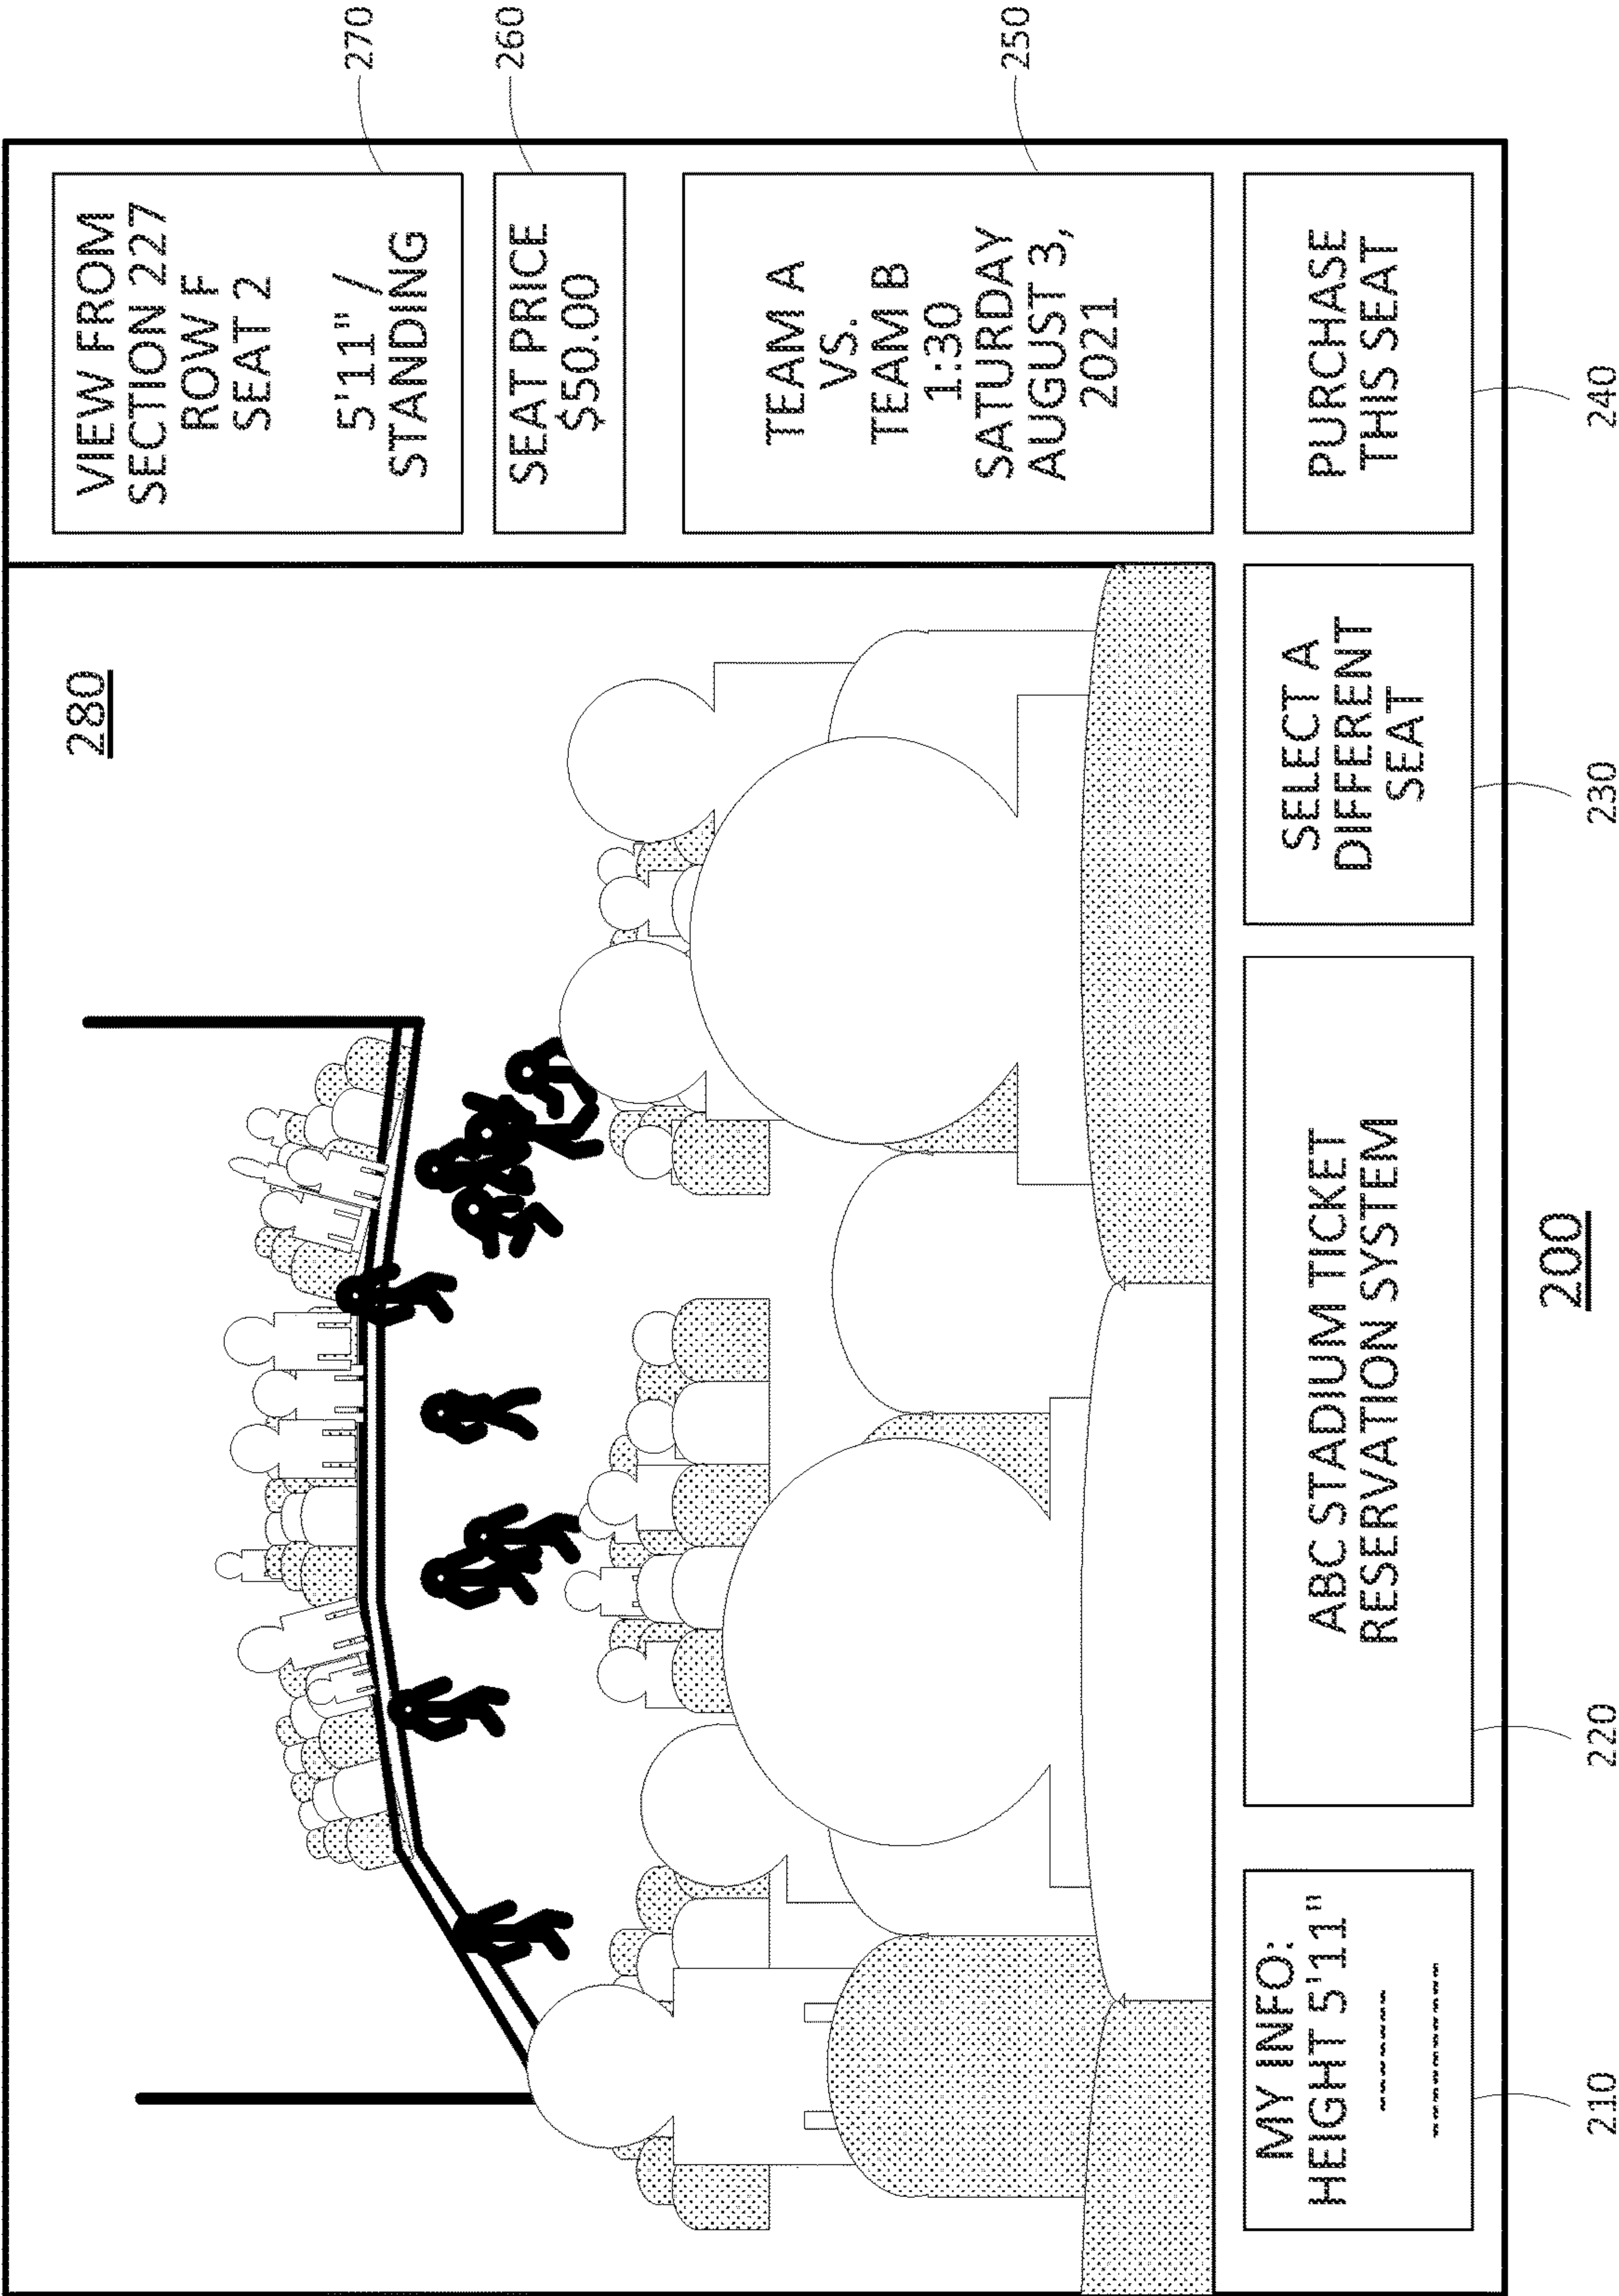 280
VIEW FROM
SECTION 227
ROW F
SEAT 2
5'11" /
STANDING
270
SEAT PRICE
$50.00
260
TEAM A
VS.
TEAM B
1:30
SATURDAY
AUGUST 3,
2021
250
MY INFO:
HEIGHT 5'11"
210
ABC STADIUM TICKET
RESERVATION SYSTEM
220
SELECT A
DIFFERENT
SEAT
230
PURCHASE
THIS SEAT
240
200